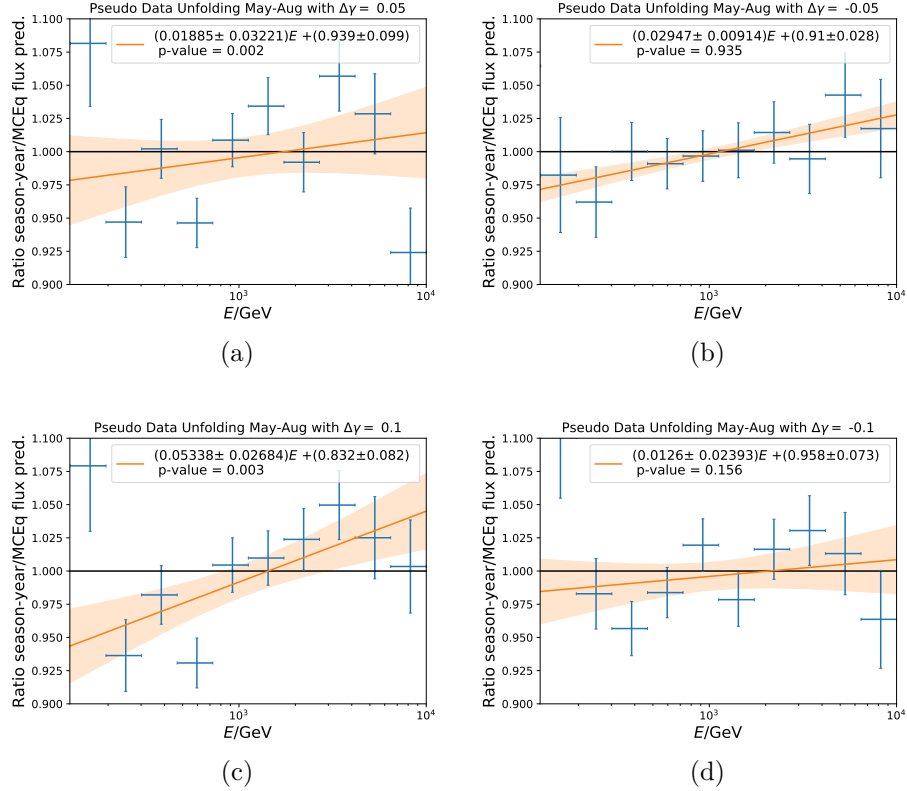 Pseudo Data Unfolding May-Aug with Δγ = 0.05
Ratio season-year/MCEq flux pred.
1.100
1.075
1.050
1.025
1.000
0.975
0.950
0.925
0.900
(0.01885± 0.03221)E +(0.939±0.099)
p-value = 0.002
10³
10⁴
E/GeV
(a)
Pseudo Data Unfolding May-Aug with Δγ = -0.05
Ratio season-year/MCEq flux pred.
1.100
1.075
1.050
1.025
1.000
0.975
0.950
0.925
0.900
(0.02947± 0.00914)E +(0.91±0.028)
p-value = 0.935
10³
10⁴
E/GeV
(b)
Pseudo Data Unfolding May-Aug with Δγ = 0.1
Ratio season-year/MCEq flux pred.
1.100
1.075
1.050
1.025
1.000
0.975
0.950
0.925
0.900
(0.05338± 0.02684)E +(0.832±0.082)
p-value = 0.003
10³
10⁴
E/GeV
(c)
Pseudo Data Unfolding May-Aug with Δγ = -0.1
Ratio season-year/MCEq flux pred.
1.100
1.075
1.050
1.025
1.000
0.975
0.950
0.925
0.900
(0.0126± 0.02393)E +(0.958±0.073)
p-value = 0.156
10³
10⁴
E/GeV
(d)